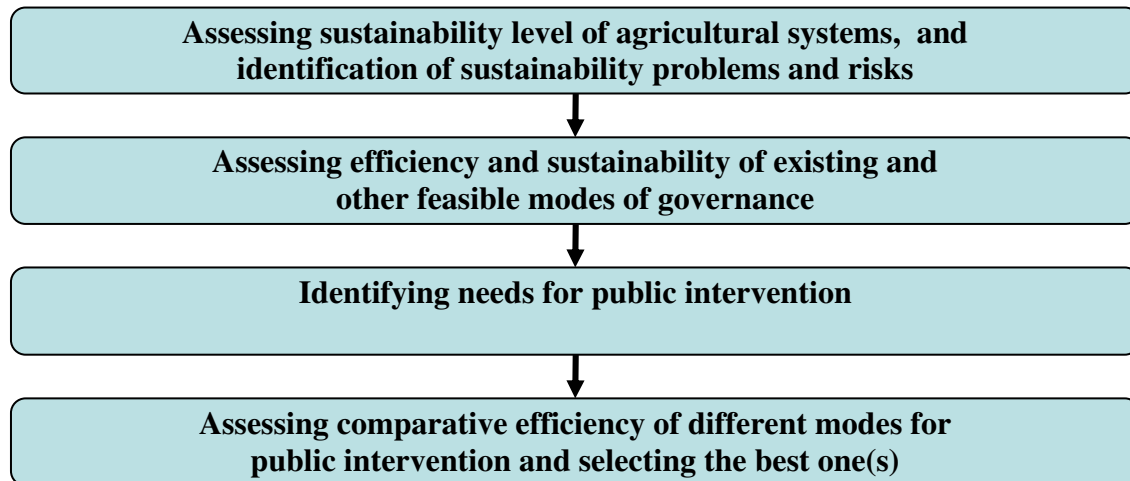 Assessing sustainability level of agricultural systems,  and
identification of sustainability problems and risks
Assessing efficiency and sustainability of existing and
other feasible modes of governance
Identifying needs for public intervention
Assessing comparative efficiency of different modes for
public intervention and selecting the best one(s)